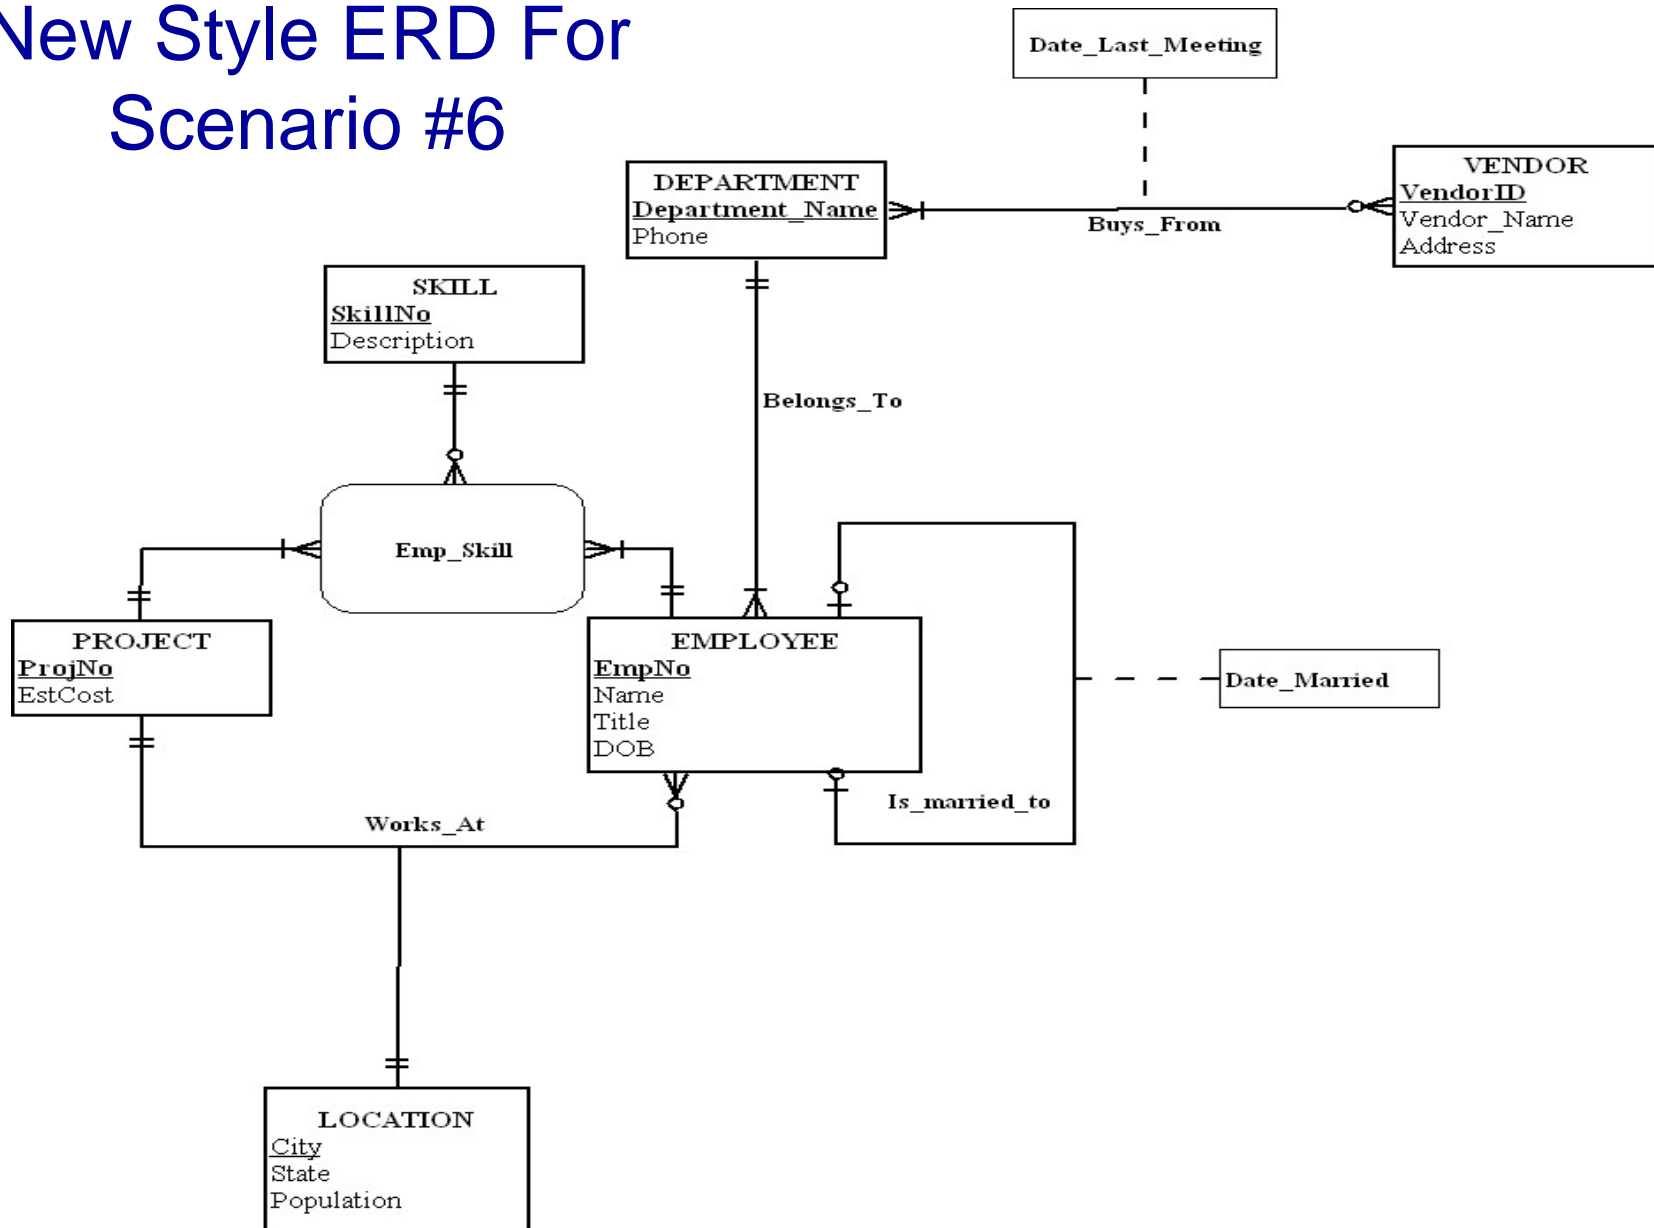 New Style ERD For
Scenario #6
Date_Last_Meeting
DEPARTMENT
Department_Name
Phone
Buys_From
VENDOR
VendorID
Vendor_Name
Address
SKILL
SkillNo
Description
Belongs_To
Emp_Skill
PROJECT
ProjNo
EstCost
EMPLOYEE
EmpNo
Name
Title
DOB
Date_Married
Is_married_to
Works_At
LOCATION
City
State
Population